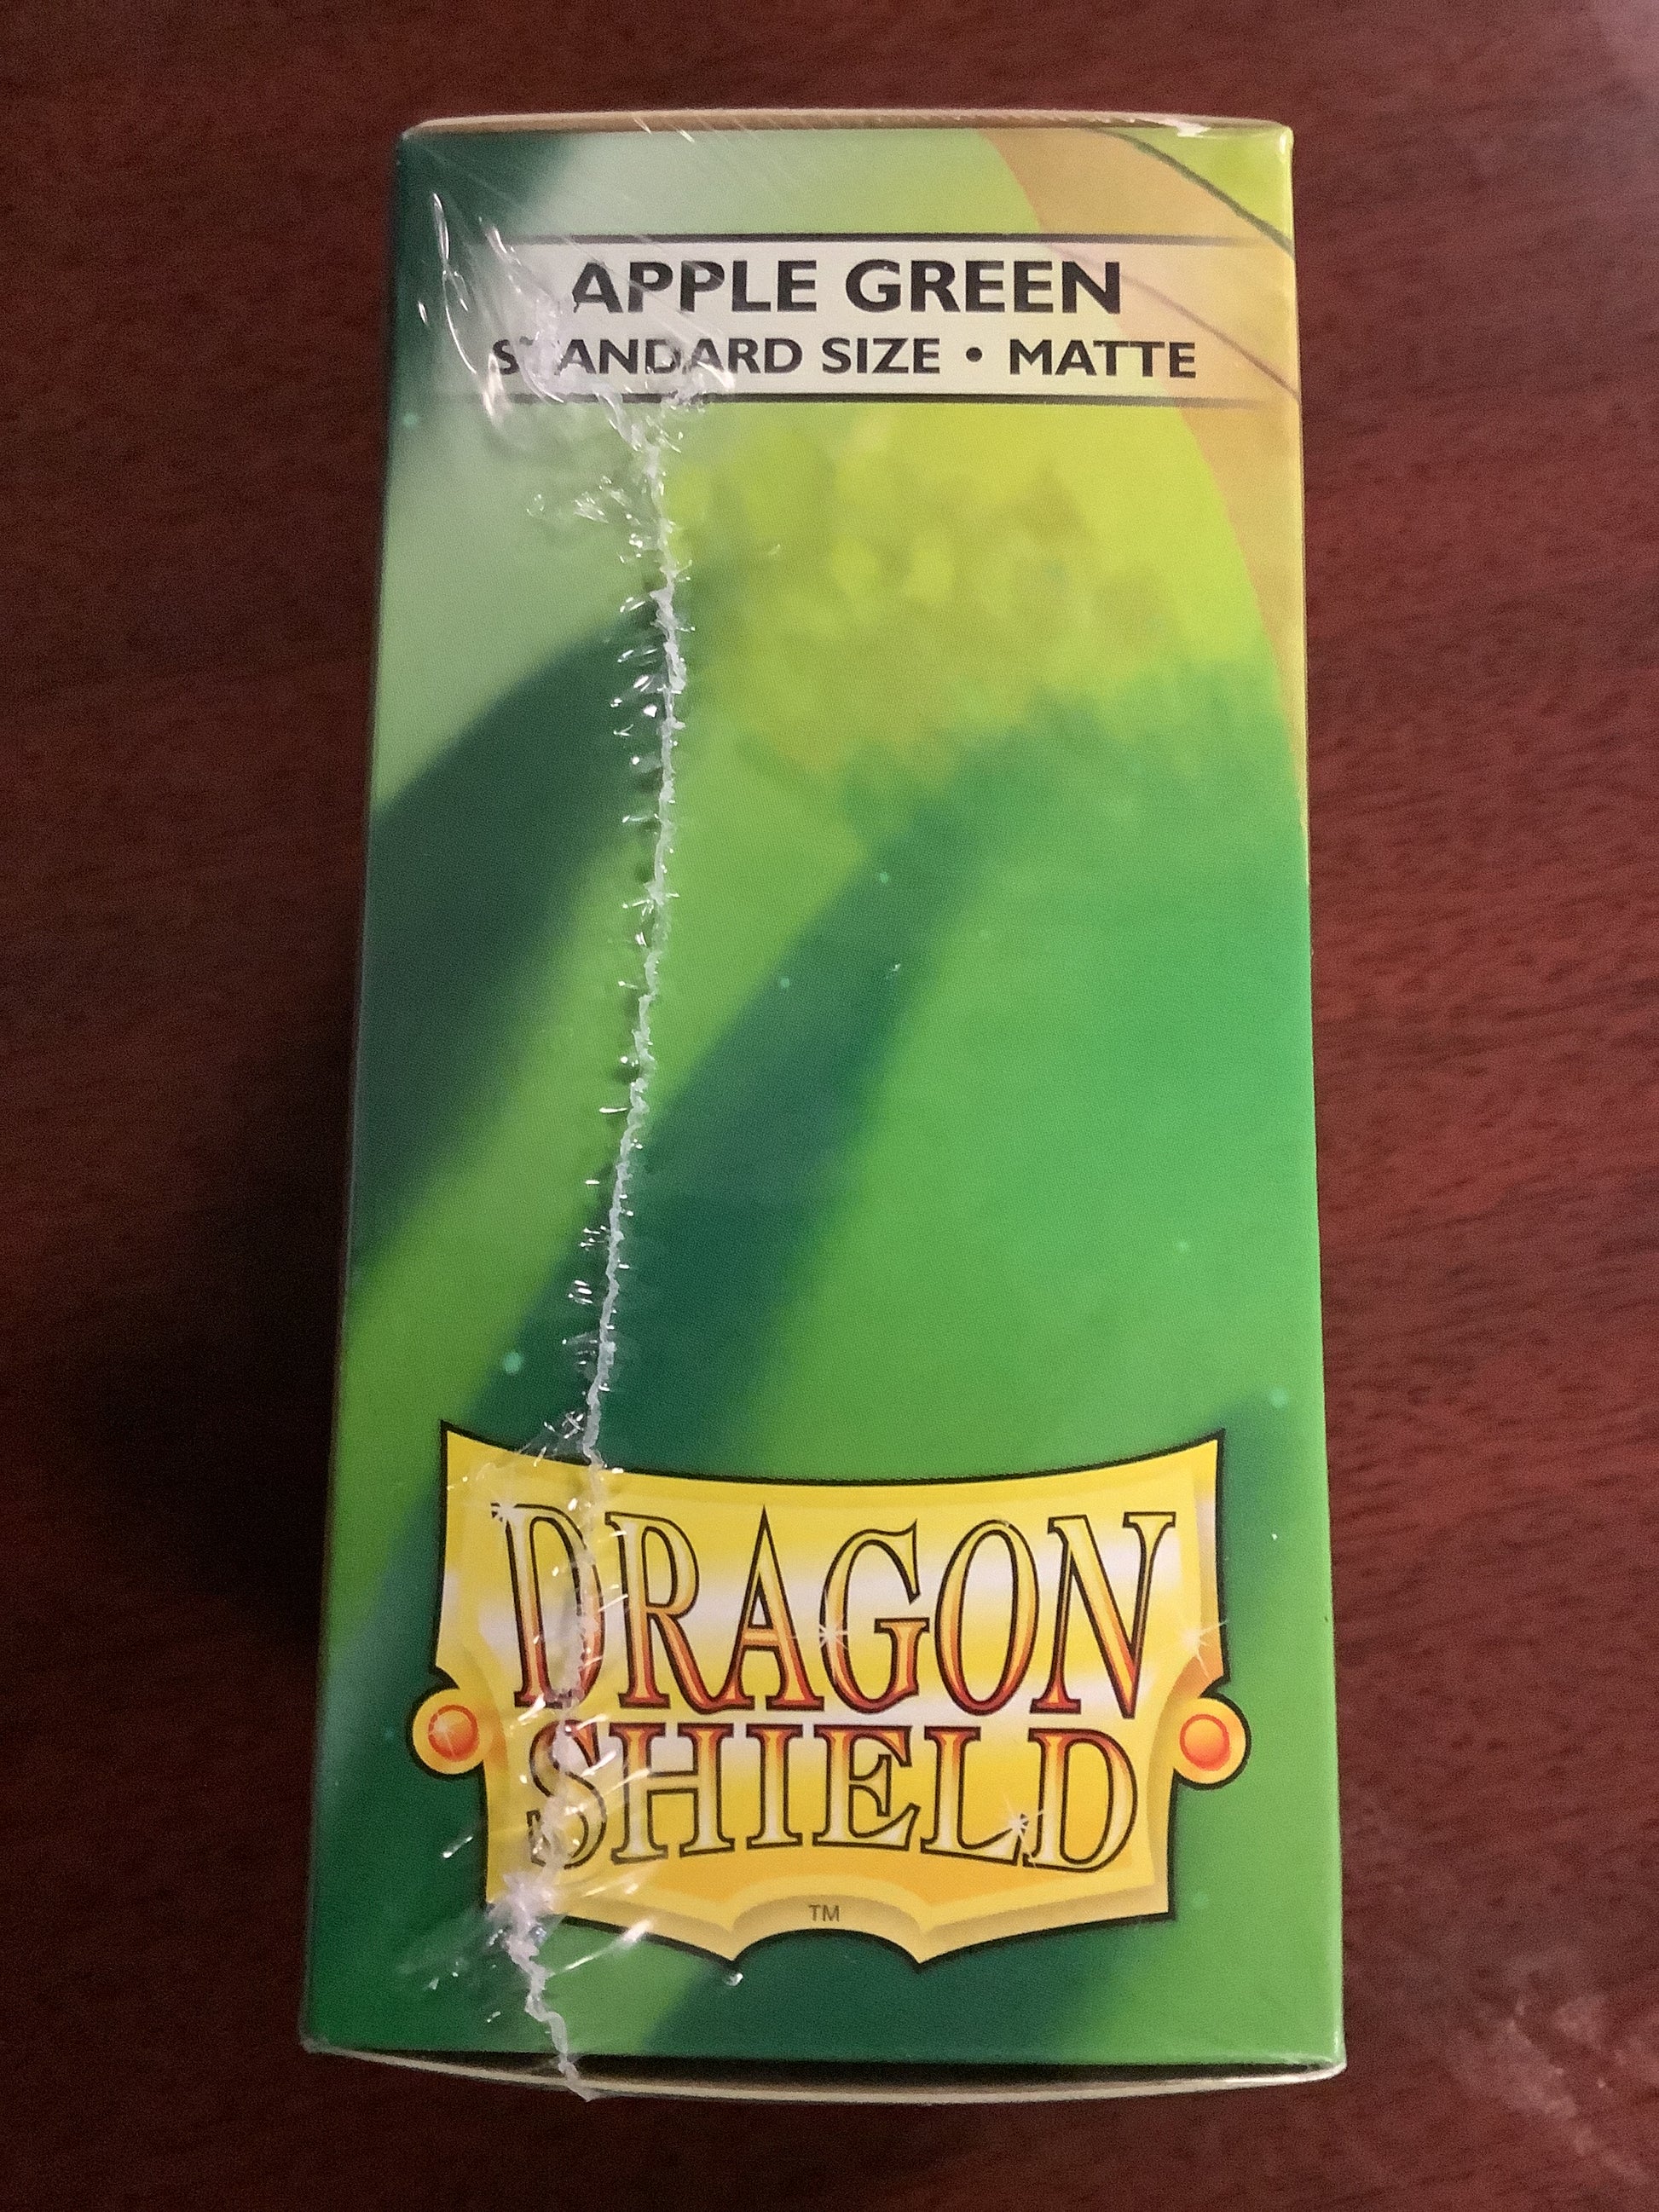 APPLE GREEN
STANDARD SIZE • MATTE
DRAGON
SHIELD
TM